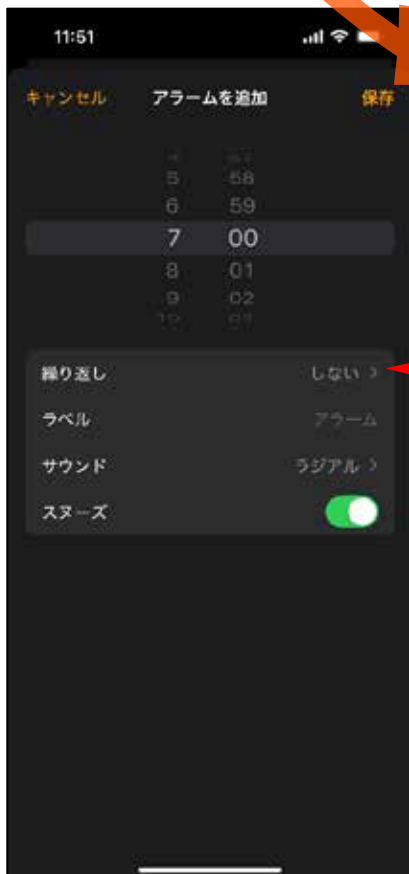 11:51
キャンセル アラームを追加 保存
5 58
6 59
7 00
8 01
9 02
繰り返し しない >
ラベル アラーム
サウンド ラジアル >
スヌーズ